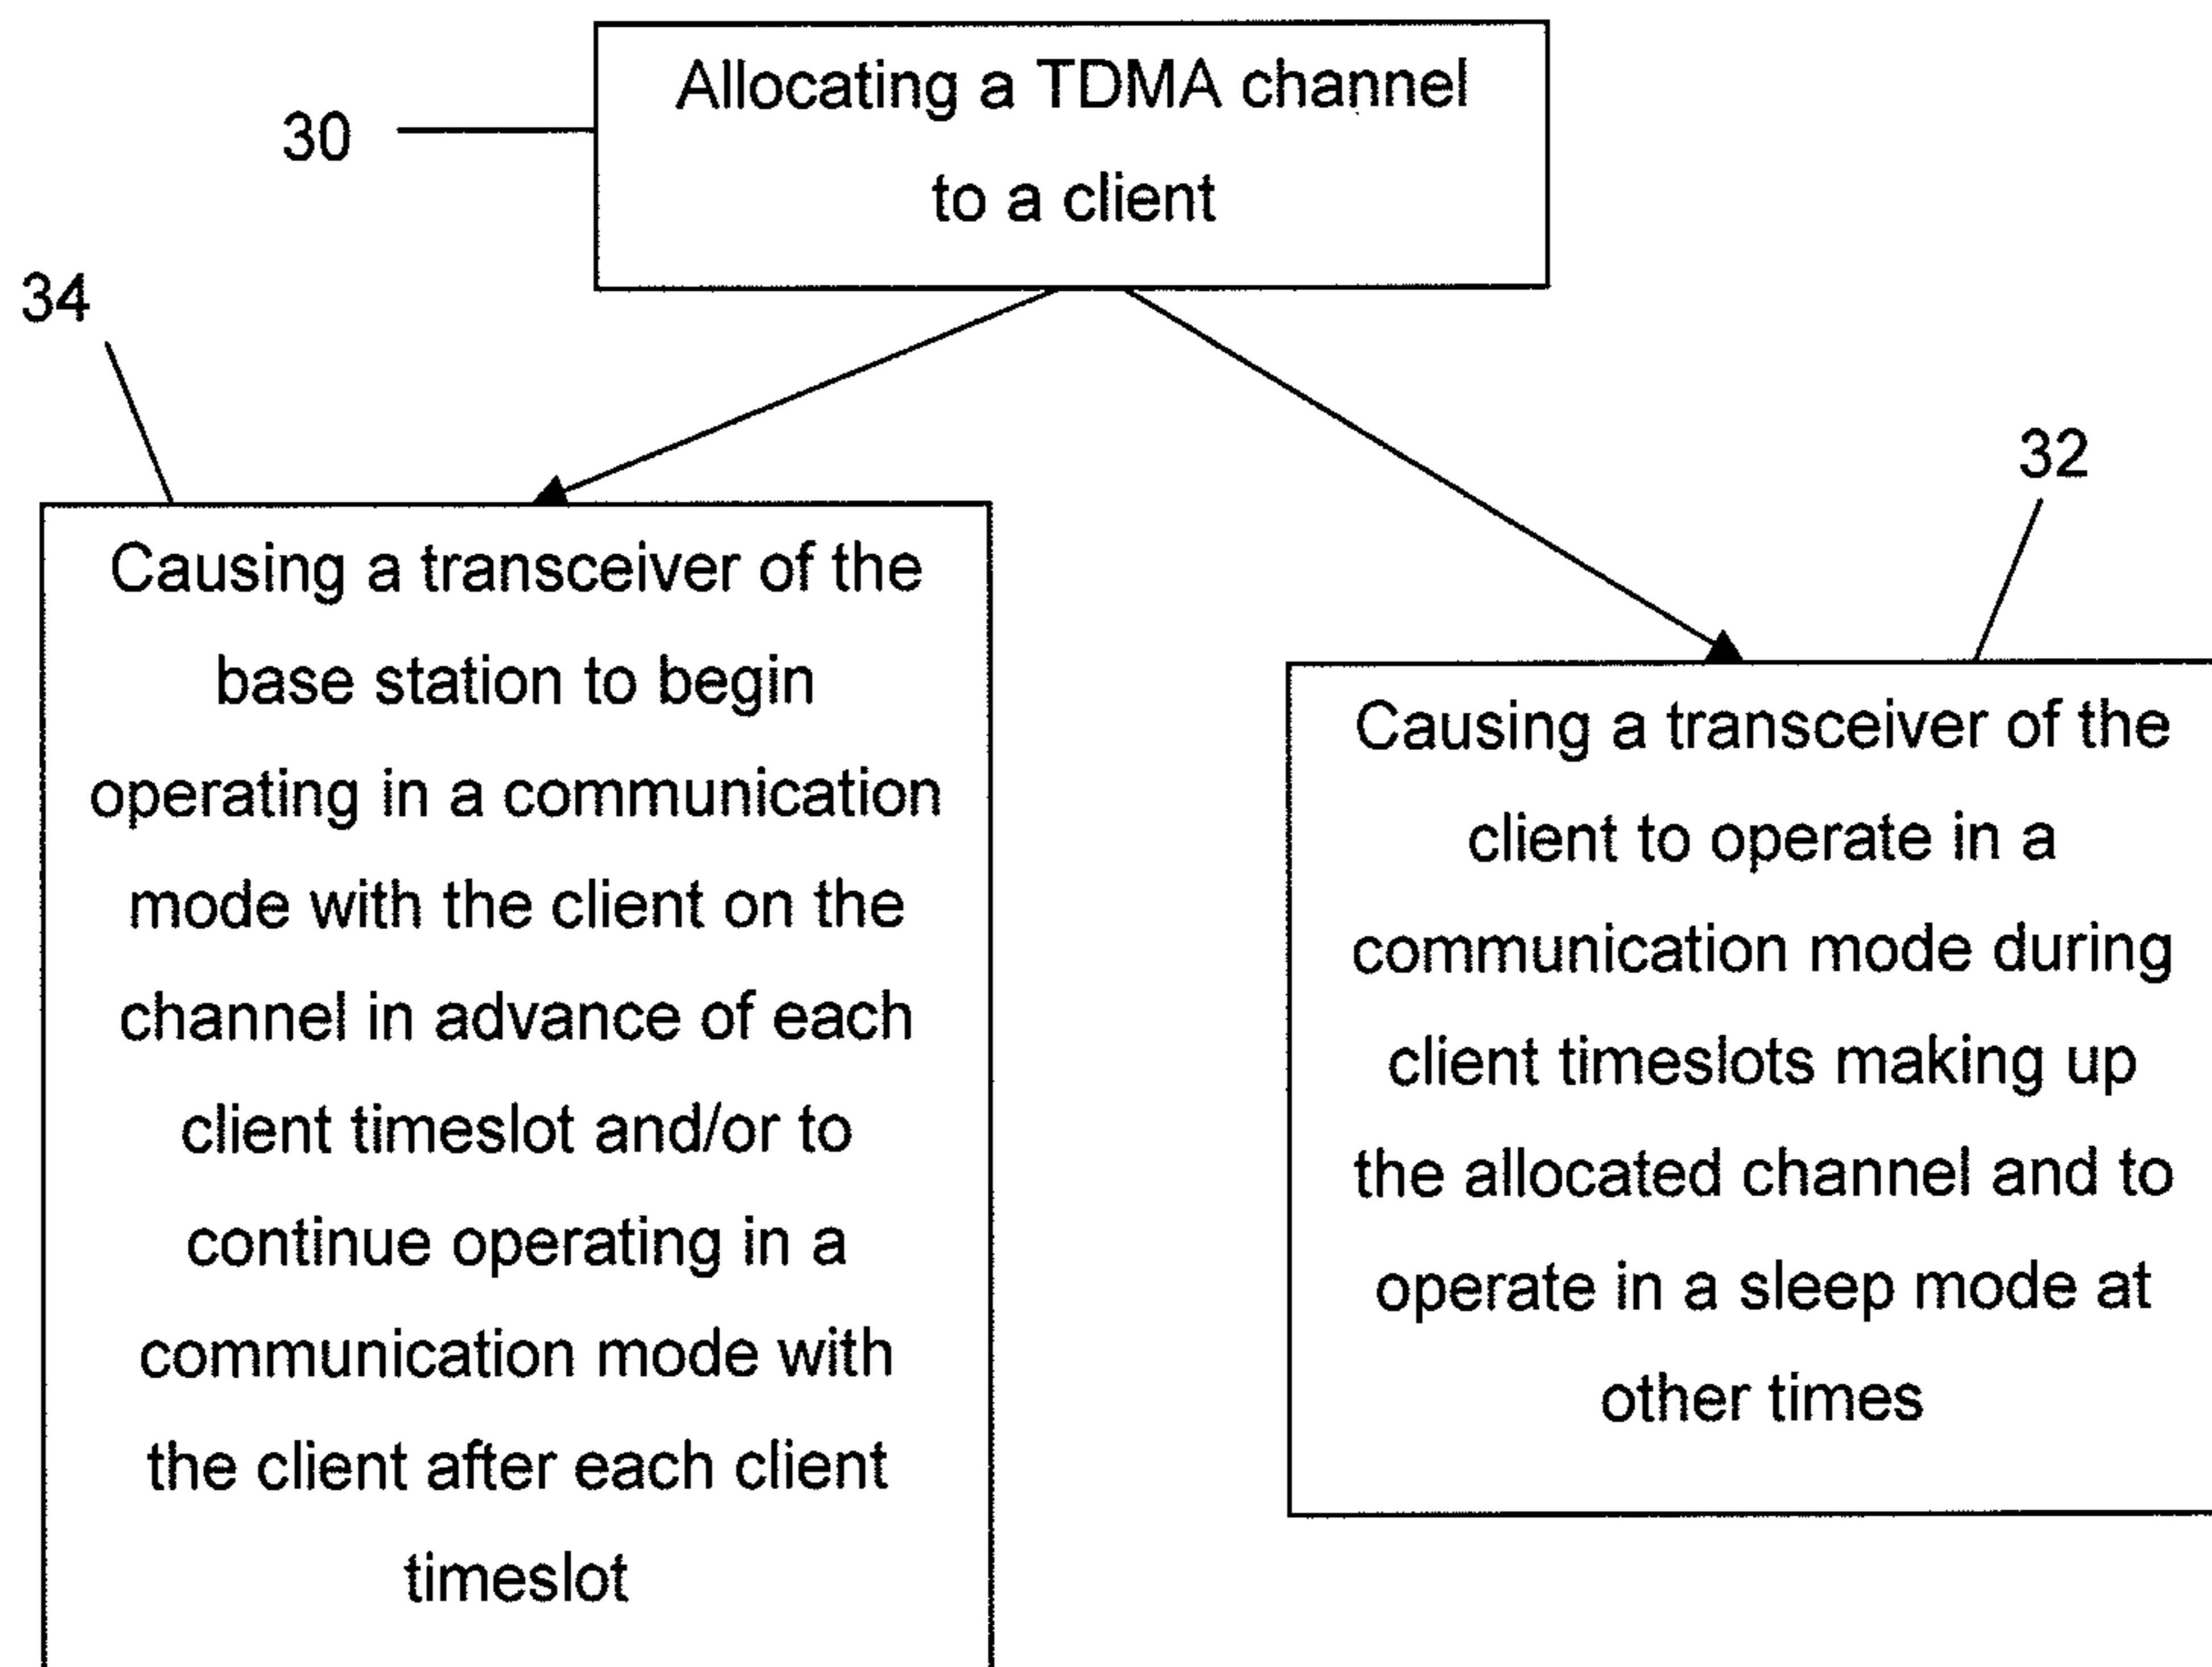 Allocating a TDMA channel
to a client
30
34
Causing a transceiver of the
base station to begin
operating in a communication
mode with the client on the
channel in advance of each
client timeslot and/or to
continue operating in a
communication mode with
the client after each client
timeslot
32
Causing a transceiver of the
client to operate in a
communication mode during
client timeslots making up
the allocated channel and to
operate in a sleep mode at
other times